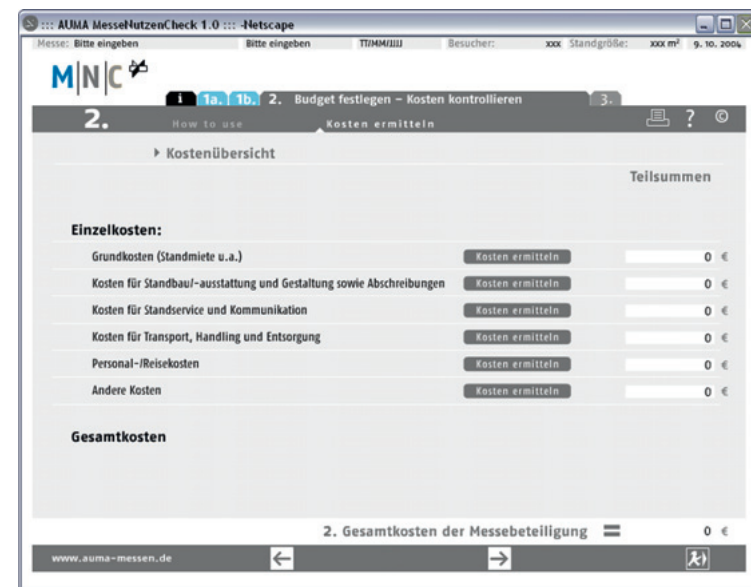 ::: AUMA MesseNutzenCheck 1.0 ::: -Netscape
Messe: Bitte eingeben Bitte eingeben TT/MM/JJJJ Besucher: xxx Standgröße: xxx m² 9. 10. 2004
M|N|C
i 1a. 1b. 2. Budget festlegen – Kosten kontrollieren 3.
2. How to use Kosten ermitteln ? ©
Kostenübersicht
Teilsummen
Einzelkosten:
Grundkosten (Standmiete u.a.) Kosten ermitteln 0 €
Kosten für Standbau/-ausstattung und Gestaltung sowie Abschreibungen Kosten ermitteln 0 €
Kosten für Standservice und Kommunikation Kosten ermitteln 0 €
Kosten für Transport, Handling und Entsorgung Kosten ermitteln 0 €
Personal-/Reisekosten Kosten ermitteln 0 €
Andere Kosten Kosten ermitteln 0 €
Gesamtkosten
2. Gesamtkosten der Messebeteiligung = 0 €
www.auma-messen.de ← →